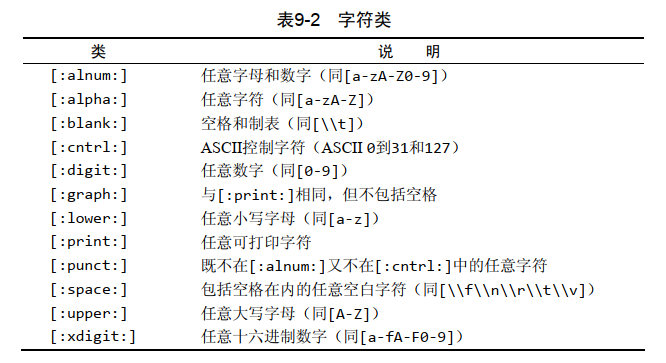 表9-2 字符类
类 说 明
[:alnum:] 任意字母和数字（同[a-zA-Z0-9]）
[:alpha:] 任意字符（同[a-zA-Z]）
[:blank:] 空格和制表（同[\\t]）
[:cntrl:] ASCII控制字符（ASCII 0到31和127）
[:digit:] 任意数字（同[0-9]）
[:graph:] 与[:print:]相同，但不包括空格
[:lower:] 任意小写字母（同[a-z]）
[:print:] 任意可打印字符
[:punct:] 既不在[:alnum:]又不在[:cntrl:]中的任意字符
[:space:] 包括空格在内的任意空白字符（同[\\f\\n\\r\\t\\v]）
[:upper:] 任意大写字母（同[A-Z]）
[:xdigit:] 任意十六进制数字（同[a-fA-F0-9]）